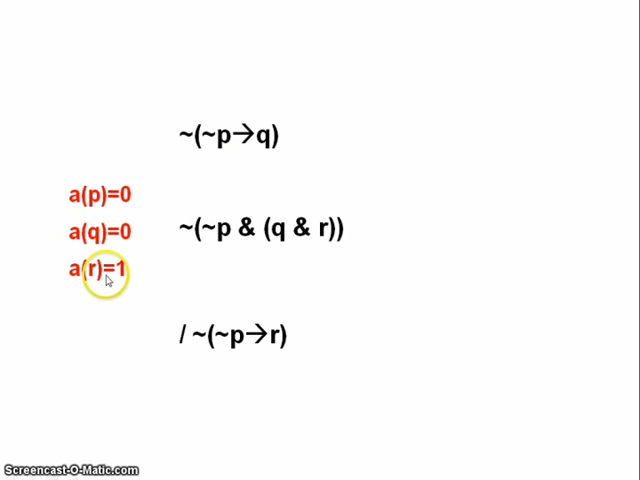 ~(~p→q)
a(p)=0
a(q)=0
~(~p & (q & r))
a(r)=1
/ ~(~p→r)
Screencast-O-Matic.com